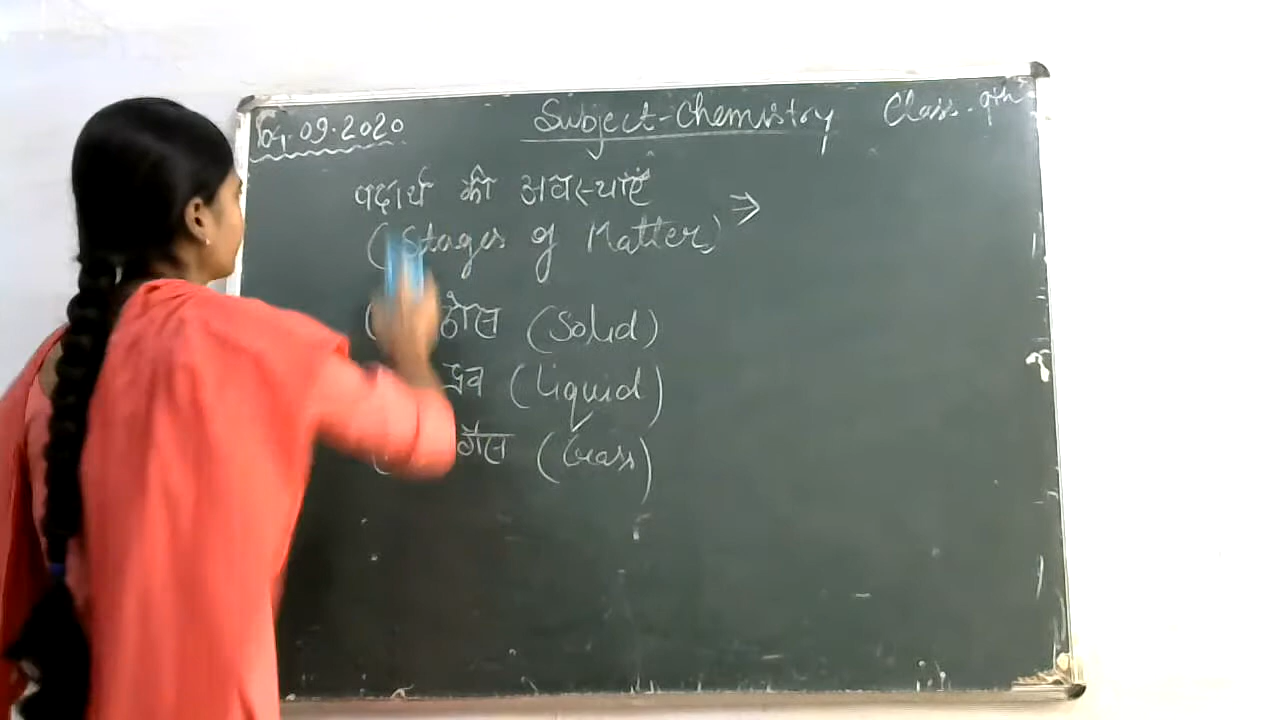 04.09.2020 Subject-Chemistry Class-9th
पदार्थ की अवस्थाएँ ⇒
(Stages of Matter)
ठोस (Solid)
द्रव (Liquid)
गैस (Gass)